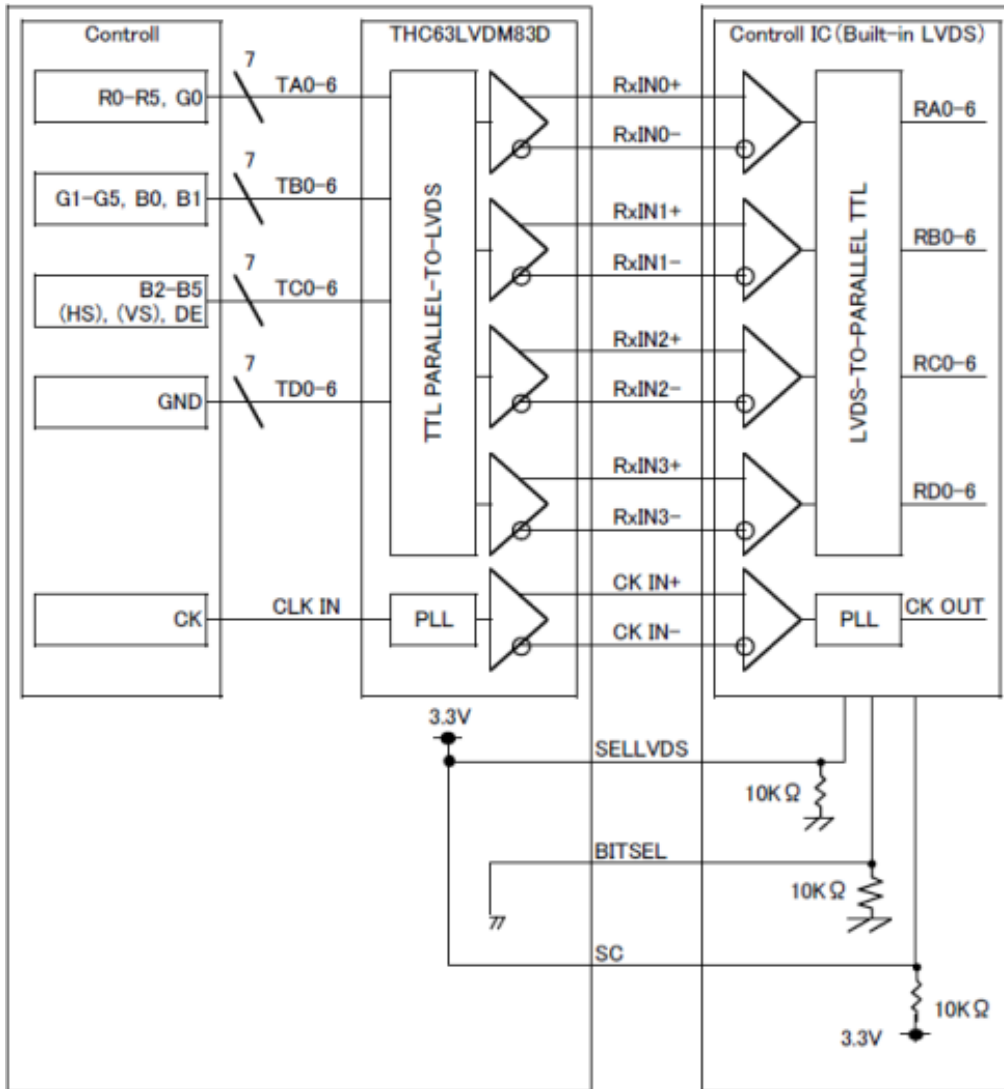 Controll
THC63LVDM83D
Controll IC(Built-in LVDS)
R0-R5, G0
7
TA0-6
G1-G5, B0, B1
7
TB0-6
B2-B5
(HS), (VS), DE
7
TC0-6
GND
7
TD0-6
CK
CLK IN
TTL PARALLEL-TO-LVDS
PLL
RxIN0+
RxIN0-
RxIN1+
RxIN1-
RxIN2+
RxIN2-
RxIN3+
RxIN3-
CK IN+
CK IN-
LVDS-TO-PARALLEL TTL
PLL
RA0-6
RB0-6
RC0-6
RD0-6
CK OUT
3.3V
SELLVDS
10KΩ
BITSEL
10KΩ
SC
10KΩ
3.3V